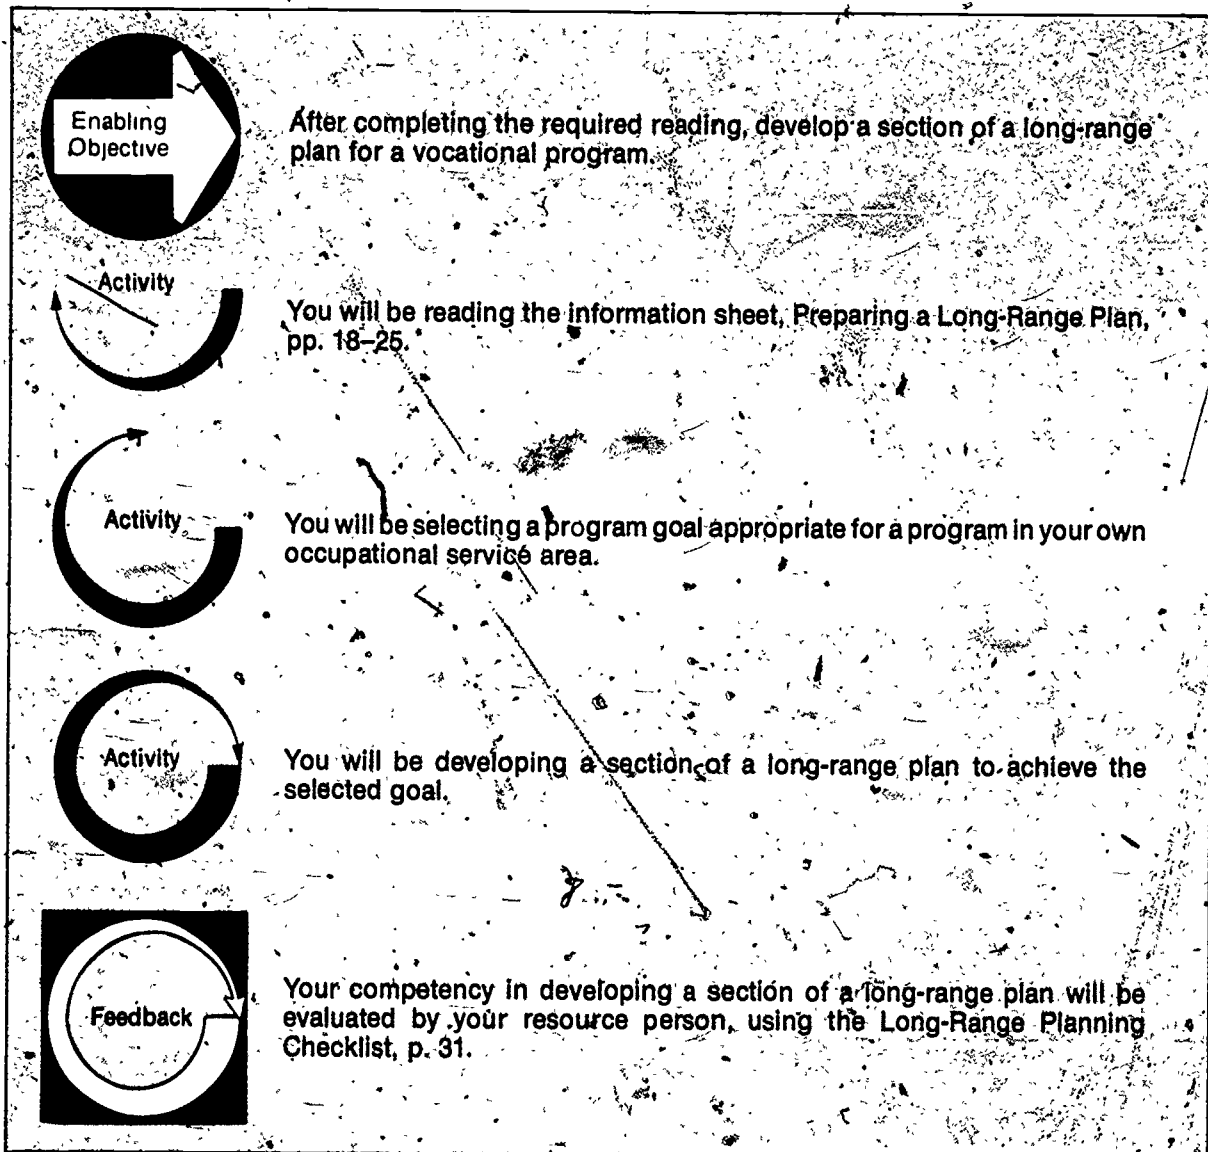 Enabling
Objective
After completing the required reading, develop a section of a long-range
plan for a vocational program.
Activity
You will be reading the information sheet, Preparing a Long-Range Plan,
pp. 18–25.
Activity
You will be selecting a program goal appropriate for a program in your own
occupational service area.
Activity
You will be developing a section of a long-range plan to achieve the
selected goal.
Feedback
Your competency in developing a section of a long-range plan will be
evaluated by your resource person, using the Long-Range Planning
Checklist, p. 31.